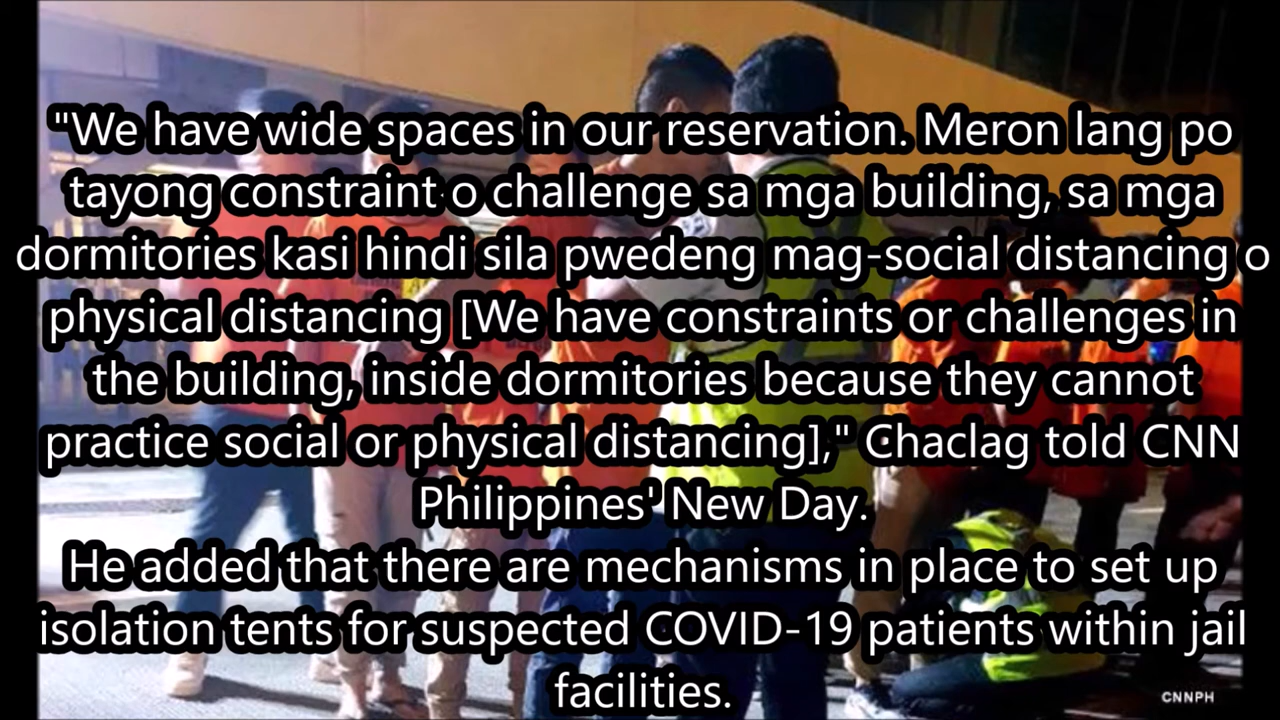 "We have wide spaces in our reservation. Meron lang po
tayong constraint o challenge sa mga building, sa mga
dormitories kasi hindi sila pwedeng mag-social distancing o
physical distancing [We have constraints or challenges in
the building, inside dormitories because they cannot
practice social or physical distancing]," Chaclag told CNN
Philippines' New Day.
He added that there are mechanisms in place to set up
isolation tents for suspected COVID-19 patients within jail
facilities.
CNNPH